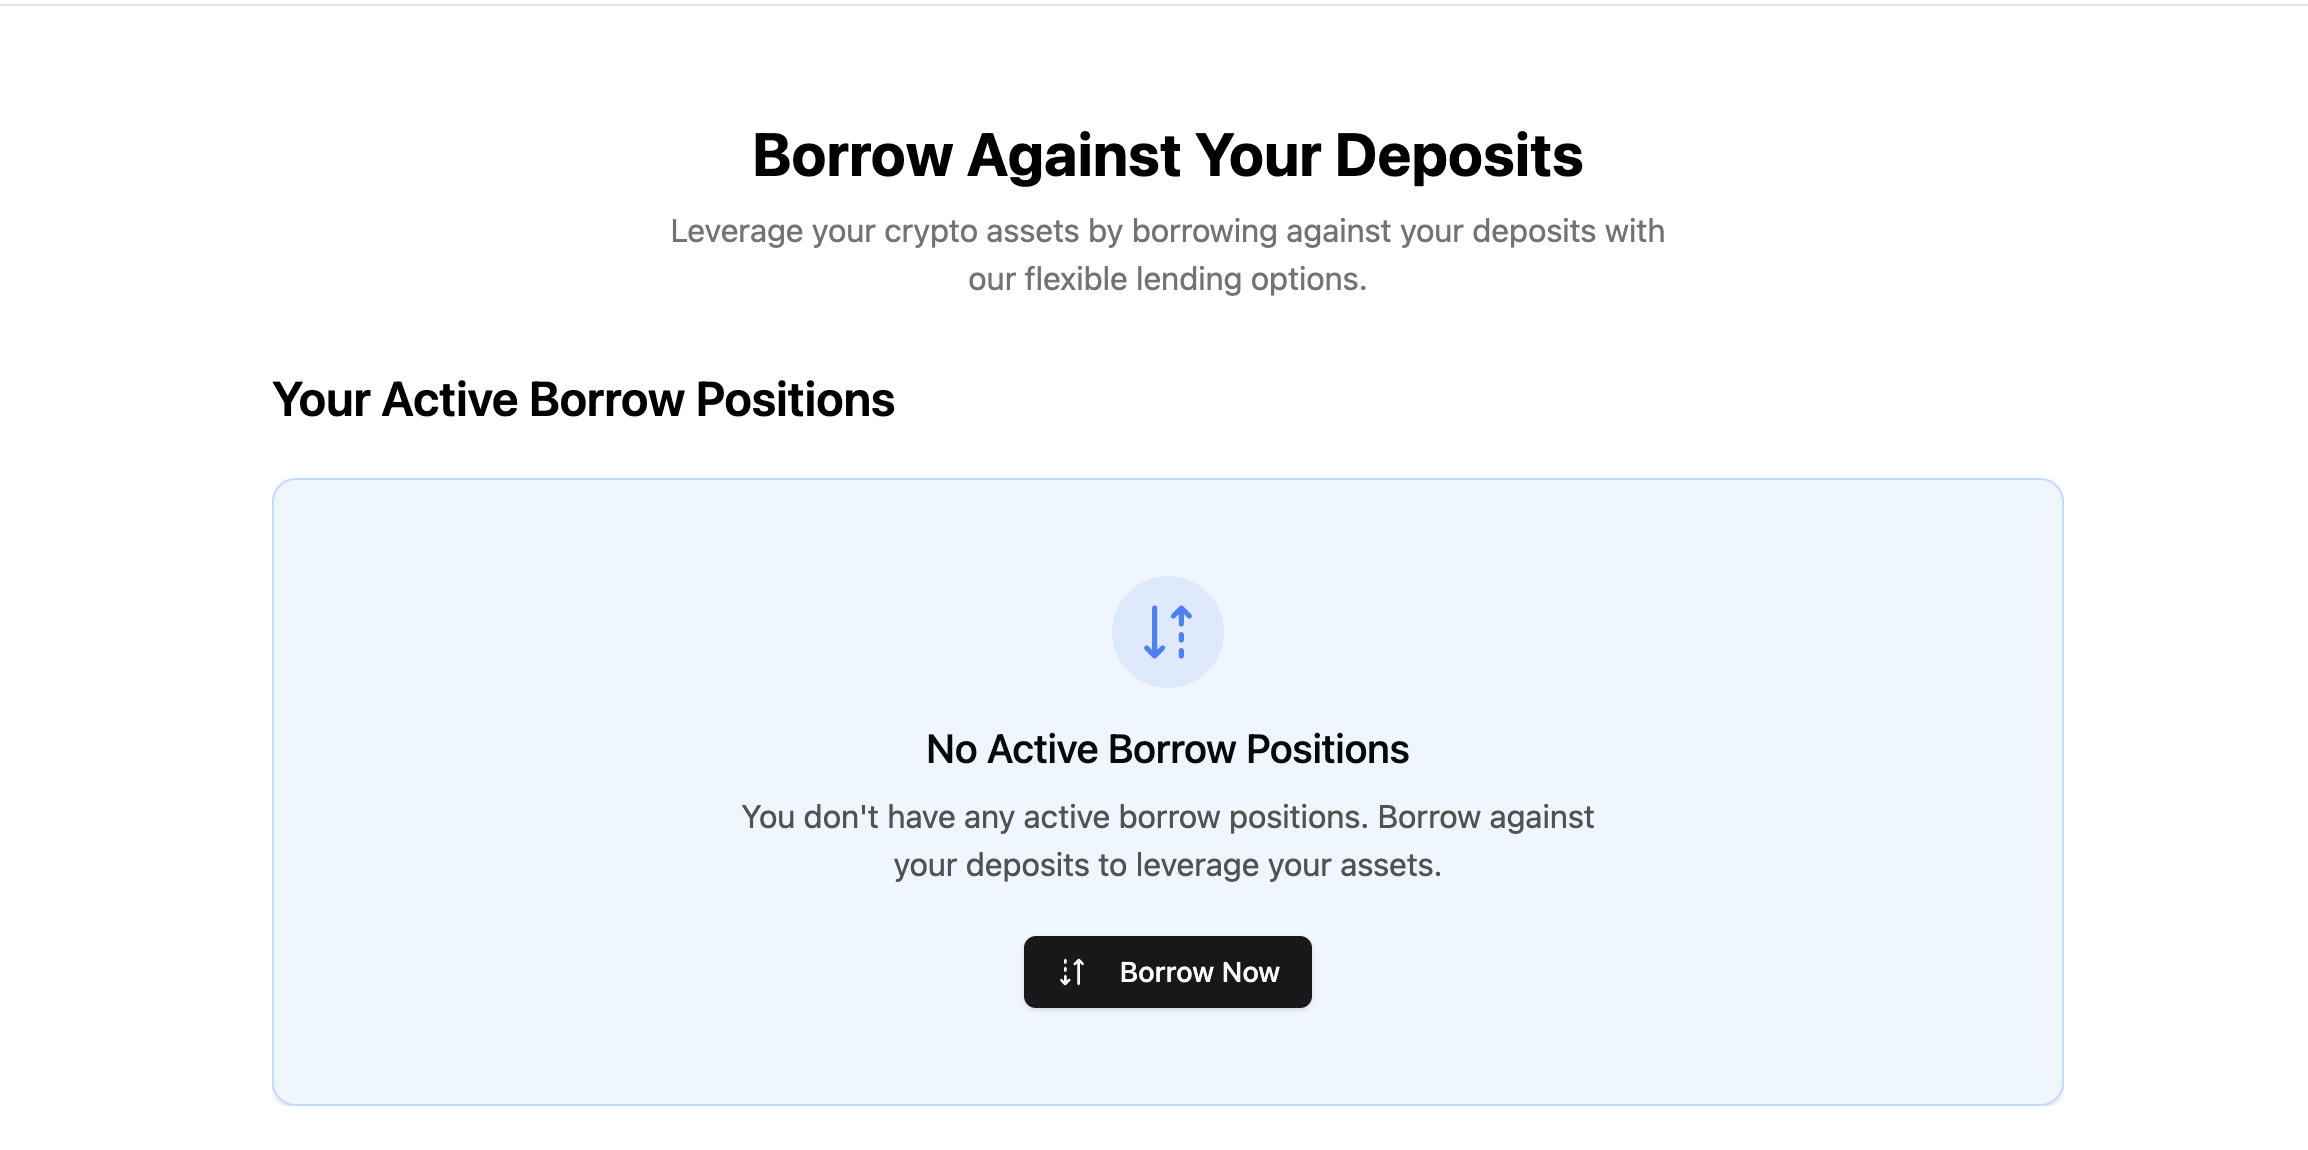 Borrow Against Your Deposits
Leverage your crypto assets by borrowing against your deposits with
our flexible lending options.
Your Active Borrow Positions
No Active Borrow Positions
You don't have any active borrow positions. Borrow against
your deposits to leverage your assets.
Borrow Now